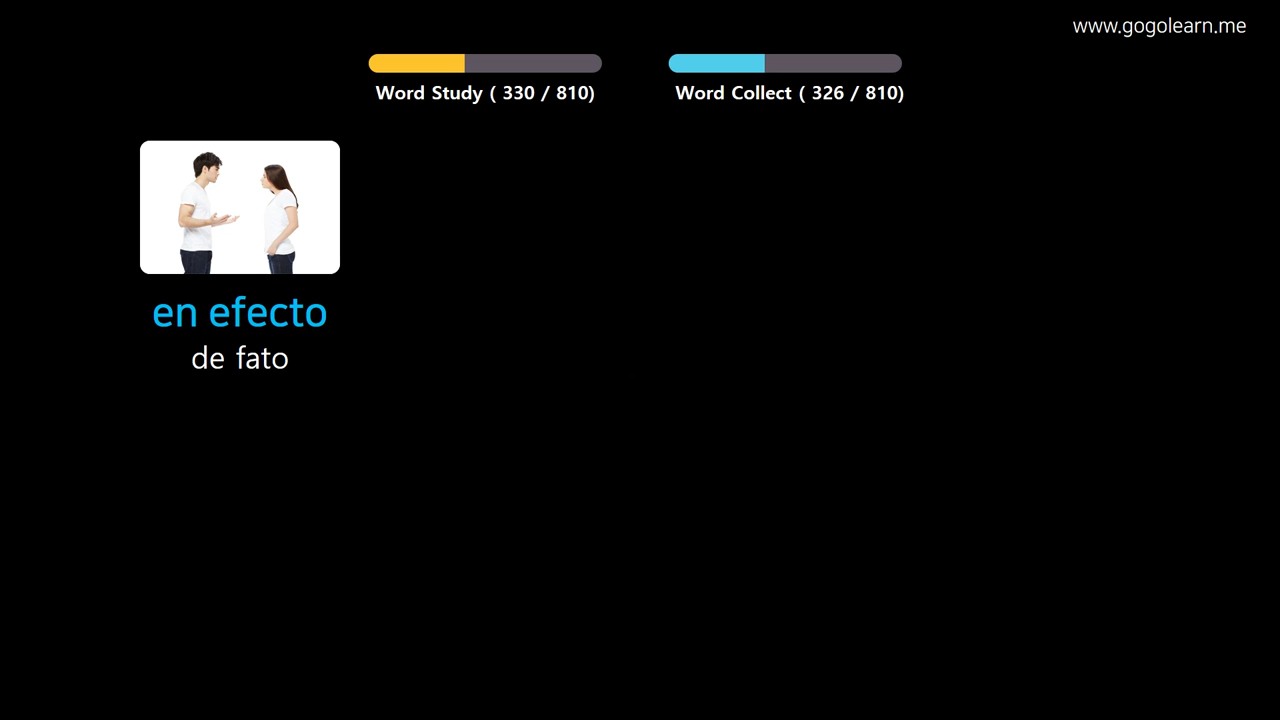 www.gogolearn.me
Word Study ( 330 / 810)
Word Collect ( 326 / 810)
en efecto
de fato